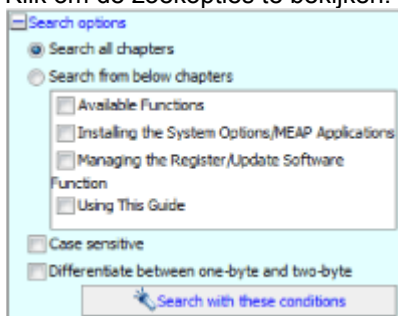 Klik om de zoekopties te bekijken.
Search options
Search all chapters
Search from below chapters
Available Functions
Installing the System Options/MEAP Applications
Managing the Register/Update Software
Function
Using This Guide
Case sensitive
Differentiate between one-byte and two-byte
Search with these conditions